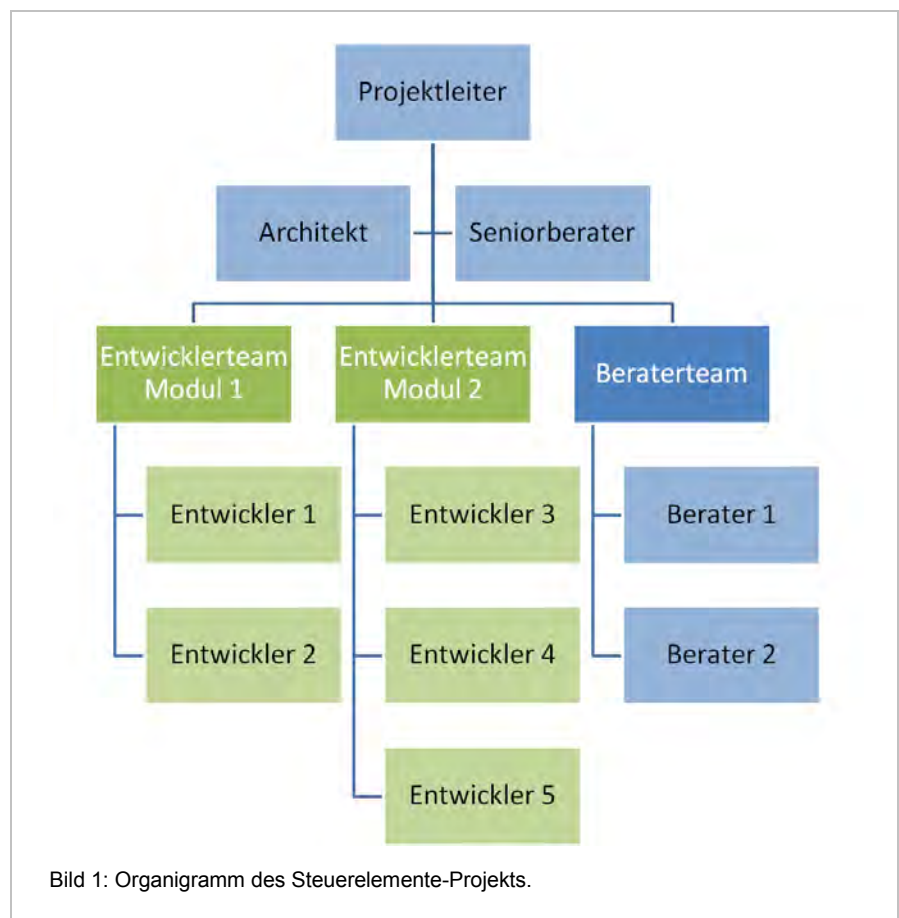 Projektleiter
Architekt
Seniorberater
Entwicklerteam
Modul 1
Entwicklerteam
Modul 2
Beraterteam
Entwickler 1
Entwickler 3
Berater 1
Entwickler 2
Entwickler 4
Berater 2
Entwickler 5
Bild 1: Organigramm des Steuerelemente-Projekts.